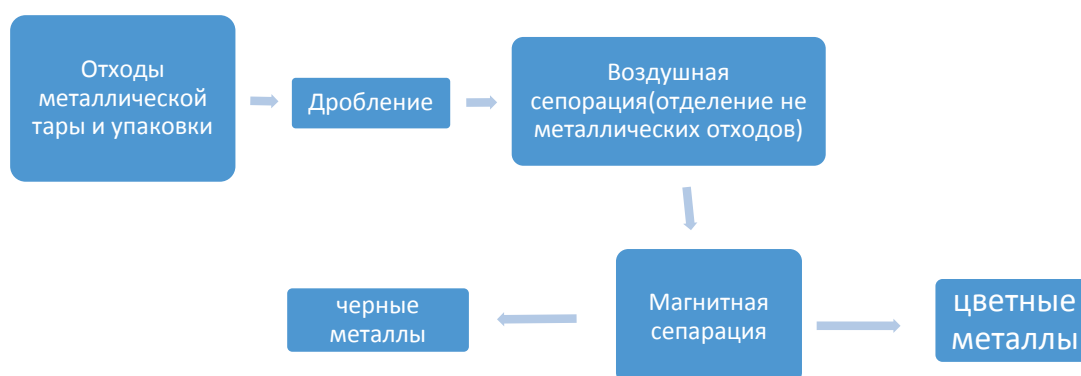 Отходы
металлической
тары и упаковки
Дробление
Воздушная
сепорация(отделение не
металлических отходов)
черные
металлы
Магнитная
сепарация
цветные
металлы